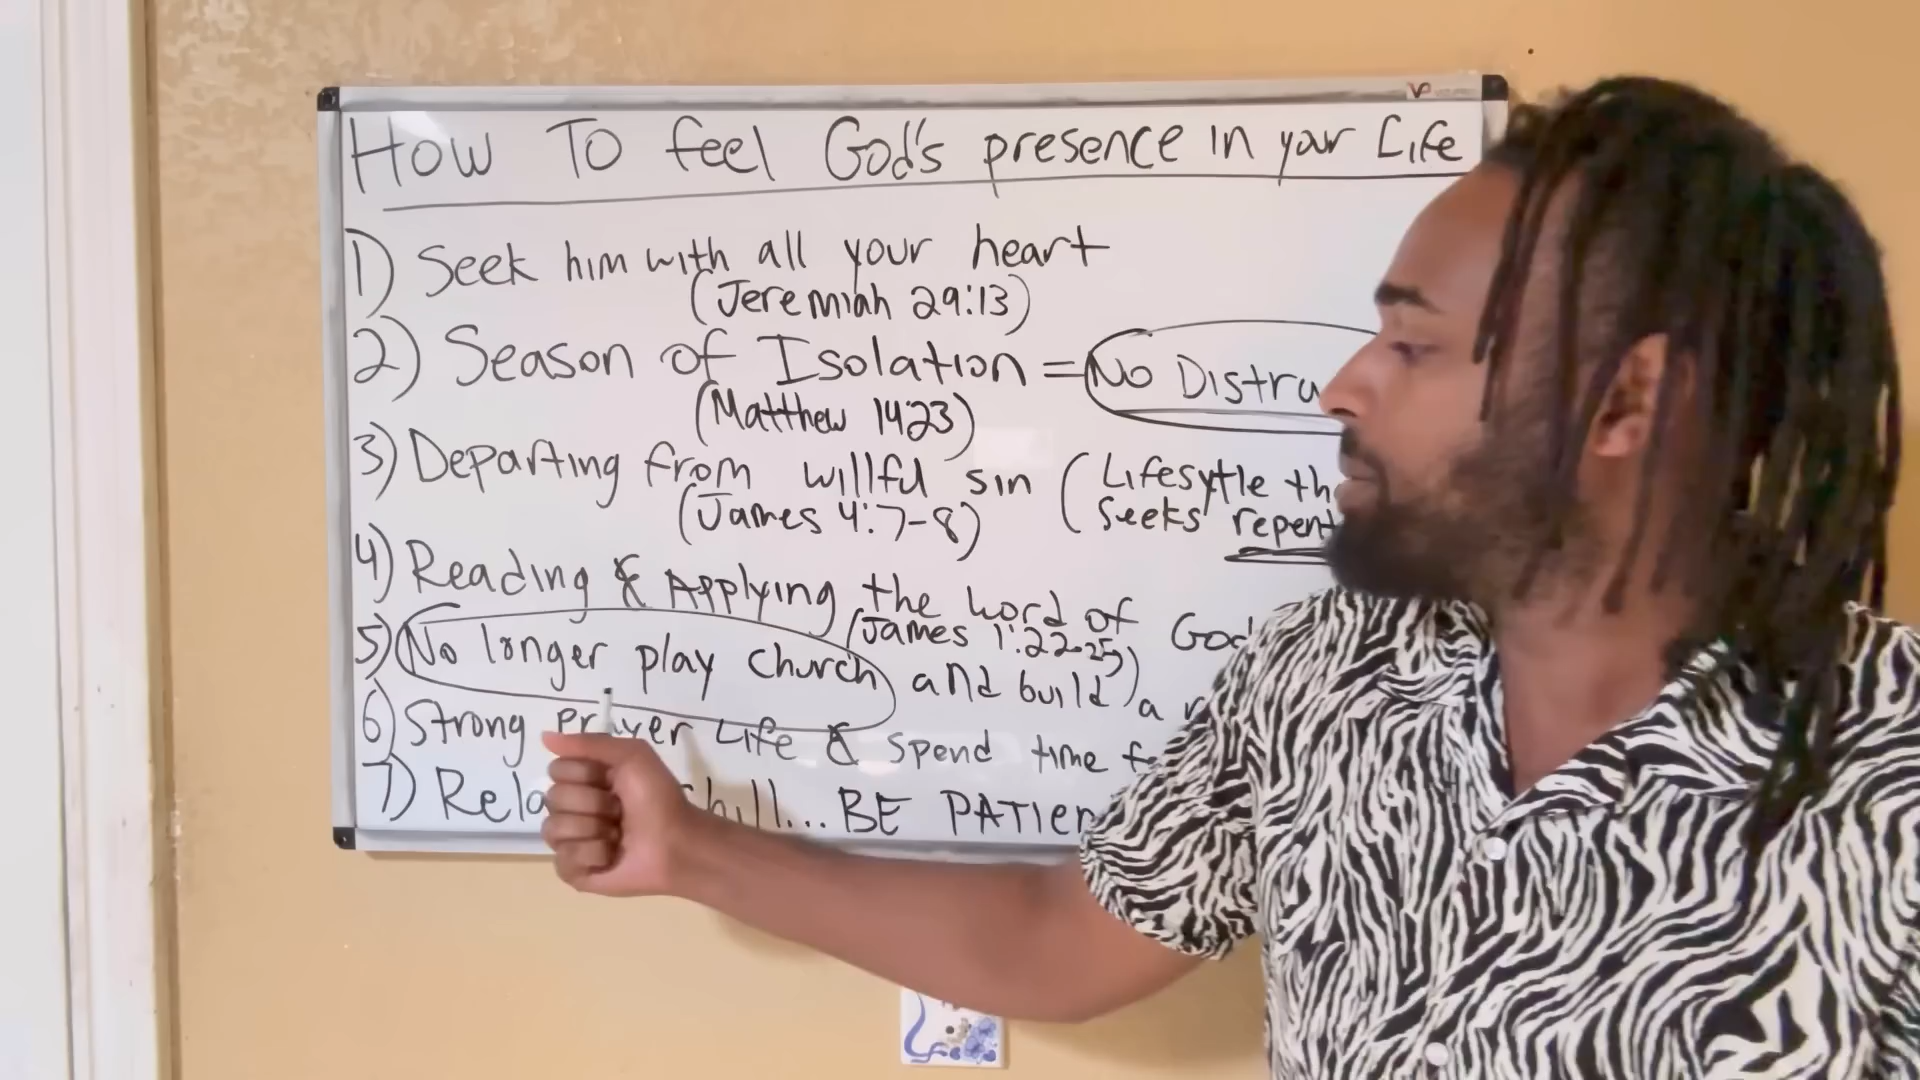 How To feel God's presence in your Life
1) Seek him with all your heart
(Jeremiah 29:13)
2) Season of Isolation = No Distra
(Matthew 14:23)
3) Departing from willful sin (Lifesytle th
(James 4:7-8) Seeks repent
4) Reading & Applying the word of God
(James 1:22-25)
5) No longer play church and build a r
6) Strong prayer Life & spend time f
7) Rela chill... BE PATIEN
VP